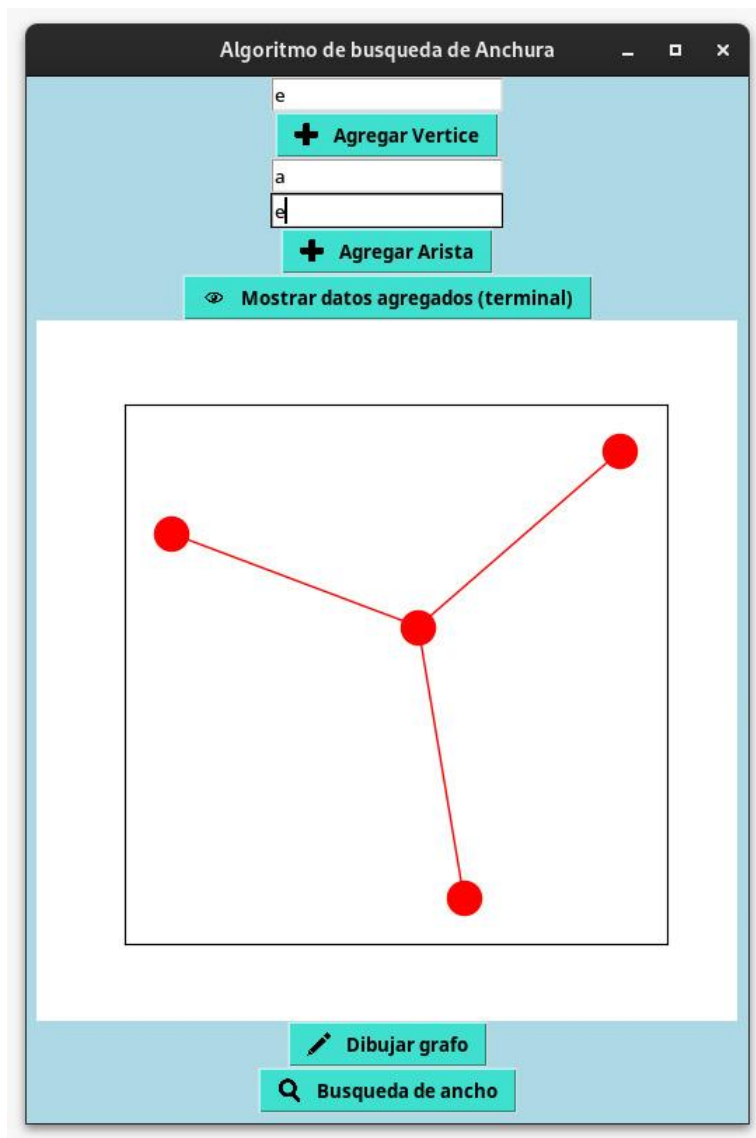 Algoritmo de busqueda de Anchura
e
Agregar Vertice
a
e
Agregar Arista
Mostrar datos agregados (terminal)
Dibujar grafo
Busqueda de ancho